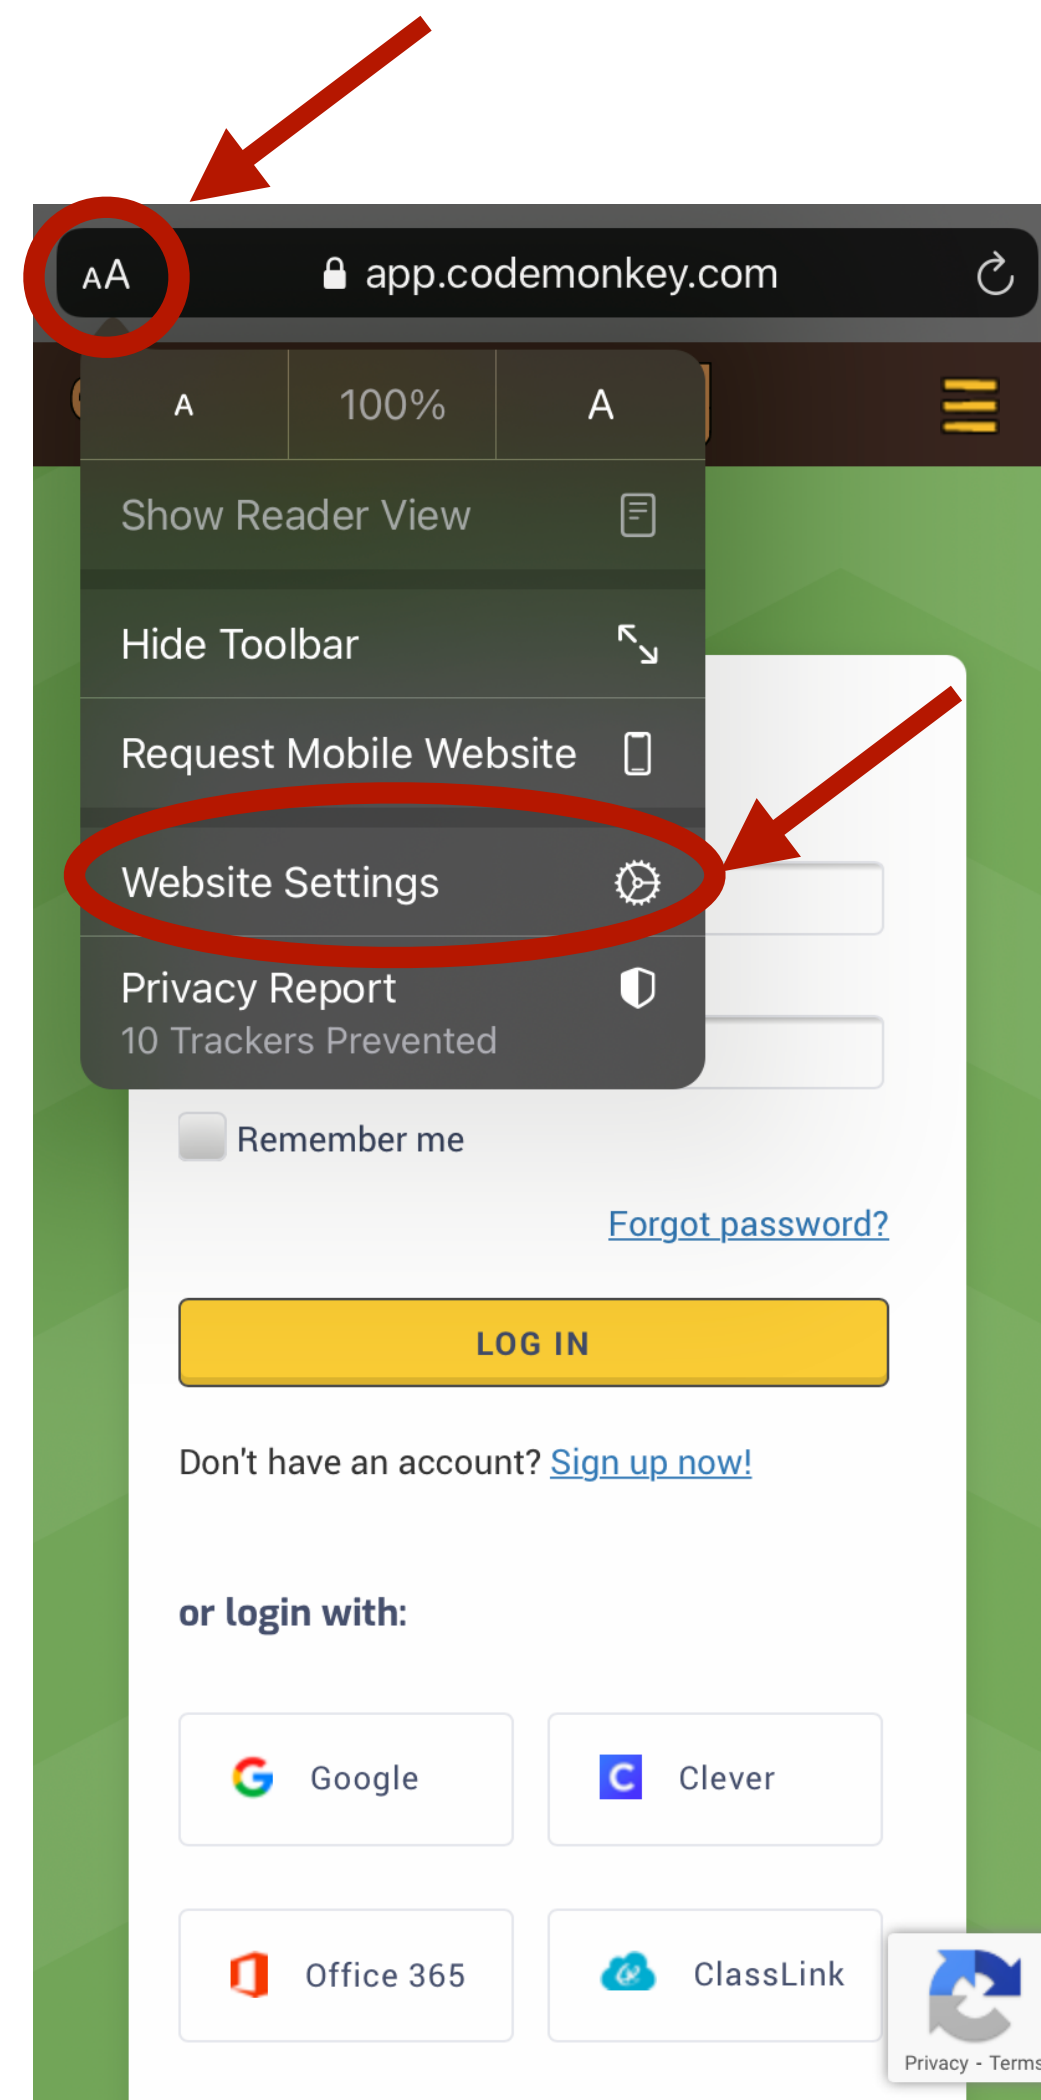 AA app.codemonkey.com
A 100% A
Show Reader View
Hide Toolbar
Request Mobile Website
Website Settings
Privacy Report
10 Trackers Prevented
Remember me
Forgot password?
LOG IN
Don't have an account? Sign up now!
or login with:
Google Clever
Office 365 ClassLink
Privacy - Terms